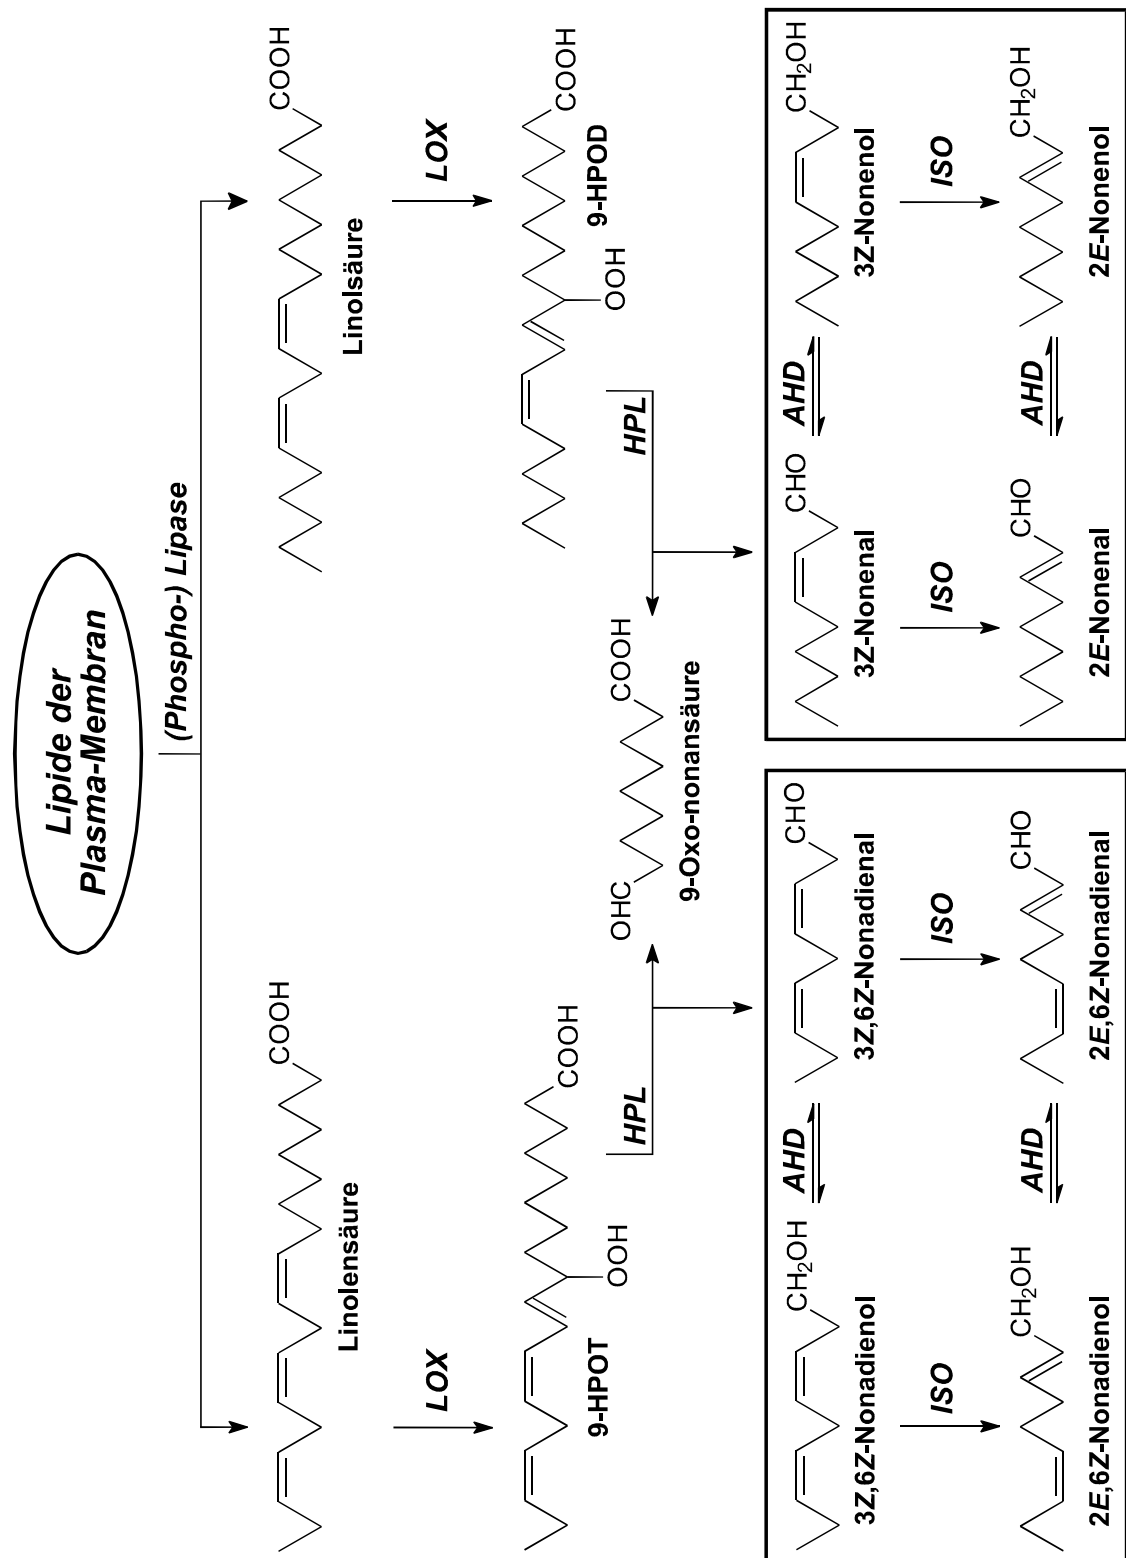 Lipide der
Plasma-Membran
(Phospho-) Lipase
COOH
Linolensäure
COOH
Linolsäure
LOX
LOX
COOH
OOH
9-HPOT
COOH
OOH
9-HPOD
HPL
HPL
OHC
COOH
9-Oxo-nonansäure
CH₂OH
3Z,6Z-Nonadienol
AHD
CHO
3Z,6Z-Nonadienal
CHO
3Z-Nonenal
AHD
CH₂OH
3Z-Nonenol
ISO
ISO
ISO
ISO
CH₂OH
2E,6Z-Nonadienol
AHD
CHO
2E,6Z-Nonadienal
CHO
2E-Nonenal
AHD
CH₂OH
2E-Nonenol